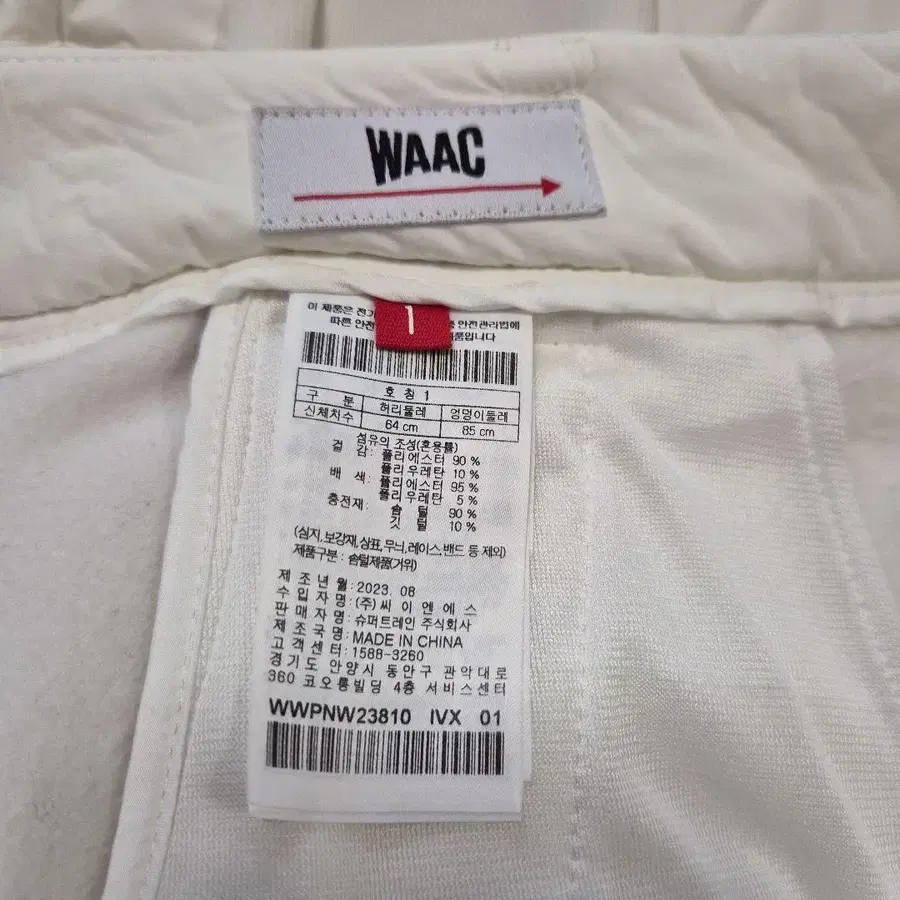 WAAC
1
이 제품은 전기 안전관리법에
따른 안전 제품입니다
호 칭 1
구 분 허리둘레 엉덩이둘레
신체치수 64 cm 85 cm
섬유의 조성(혼용률)
겉 감: 폴리에스터 90 %
폴리우레탄 10 %
배 색: 폴리에스터 95 %
폴리우레탄 5 %
충전재: 솜 털 90 %
깃 털 10 %
(심지,보강재,상표,무늬,레이스,밴드 등 제외)
제품구분 : 솜털제품(거위)
제 조 년 월: 2023. 08
수 입 자 명: (주) 씨 이 엔 에 스
판 매 자 명: 슈퍼트레인 주식회사
제 조 국 명: MADE IN CHINA
고 객 센 터: 1588-3260
경기도 안양시 동안구 관악대로
360 코오롱빌딩 4층 서비스센터
WWPNW23810 IVX 01